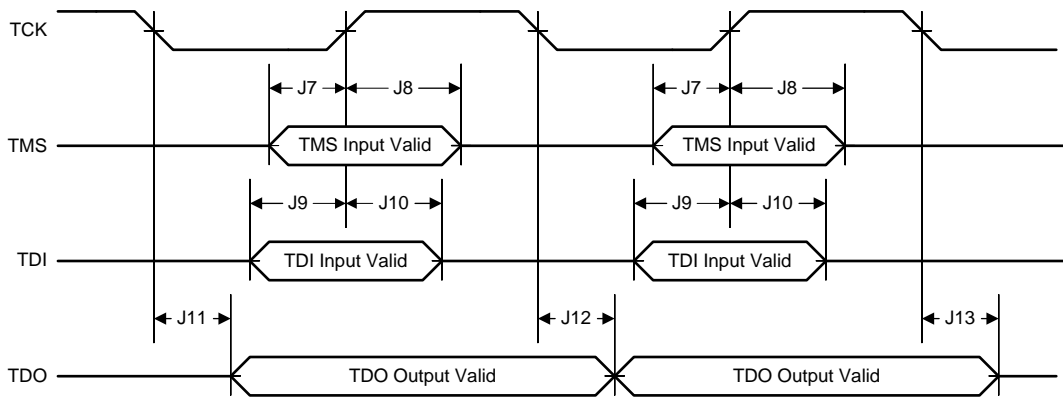 TCK
J7 J8 J7 J8
TMS TMS Input Valid TMS Input Valid
J9 J10 J9 J10
TDI TDI Input Valid TDI Input Valid
J11 J12 J13
TDO TDO Output Valid TDO Output Valid